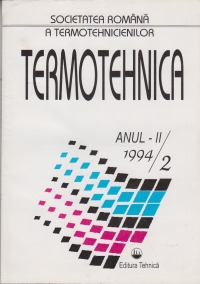 SOCIETATEA ROMÂNĂ
A TERMOTEHNICIENILOR
TERMOTEHNICA
ANUL - II
1994/2
Editura Tehnică